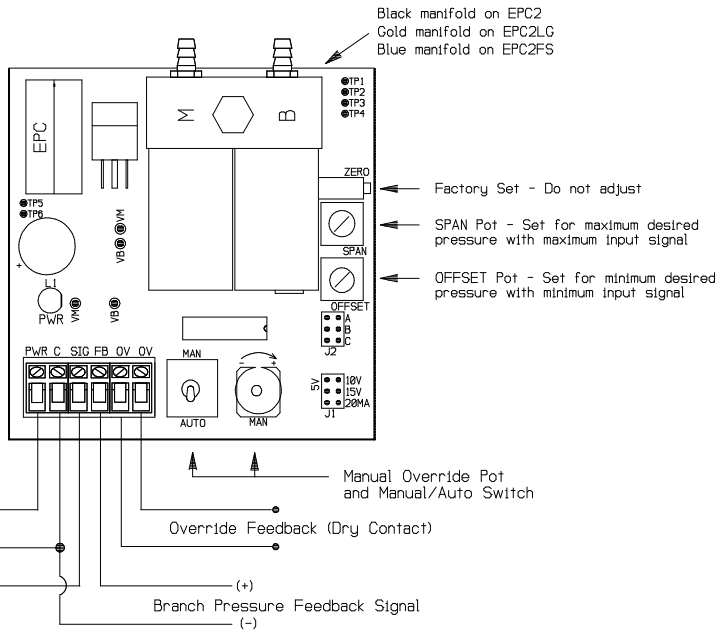 Black manifold on EPC2
Gold manifold on EPC2LG
Blue manifold on EPC2FS
M B
TP1
TP2
TP3
TP4
EPC
ZERO
Factory Set - Do not adjust
TP5
TP6
VM
VB
SPAN Pot - Set for maximum desired
pressure with maximum input signal
SPAN
+
L1
PWR
VM
VB
OFFSET Pot - Set for minimum desired
pressure with minimum input signal
OFFSET
A
B
C
J2
PWR C SIG FB OV OV
MAN
AUTO
- +
MAN
5V
10V
15V
20MA
J1
Manual Override Pot
and Manual/Auto Switch
Override Feedback (Dry Contact)
(+)
Branch Pressure Feedback Signal
(-)